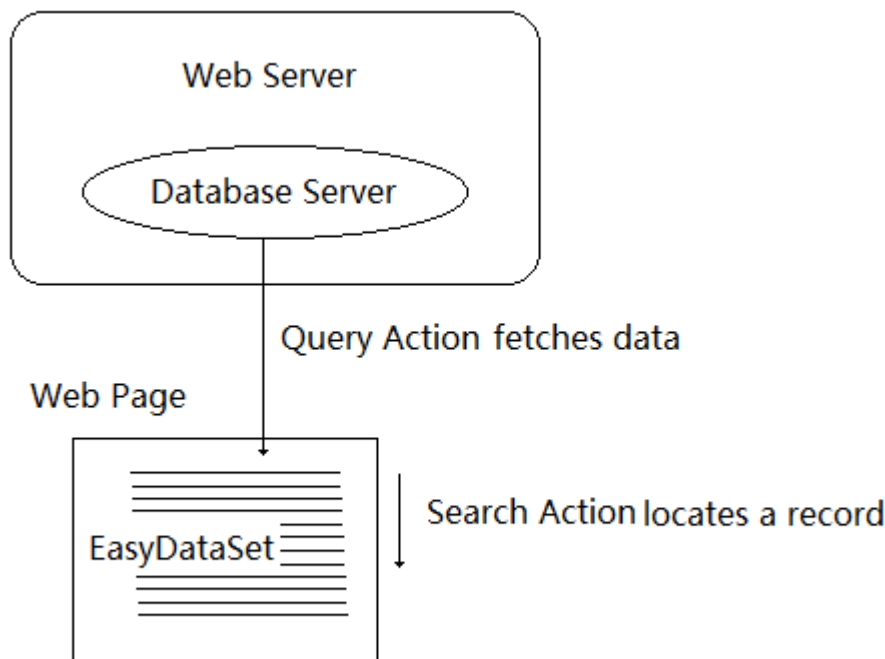 Web Server
Database Server
Query Action fetches data
Web Page
Search Action locates a record
EasyDataSet